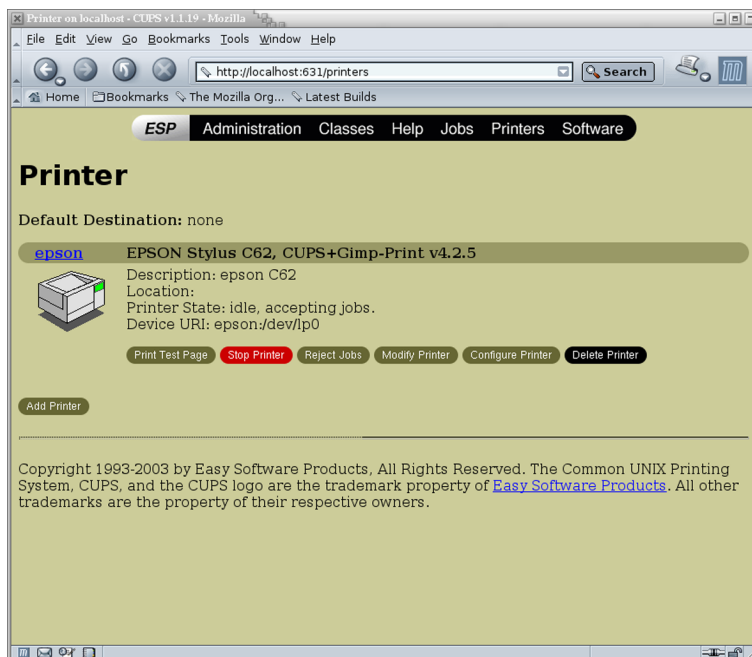 Printer on localhost - CUPS v1.1.19 - Mozilla
File Edit View Go Bookmarks Tools Window Help
http://localhost:631/printers Search
Home Bookmarks The Mozilla Org... Latest Builds
ESP Administration Classes Help Jobs Printers Software
Printer
Default Destination: none
epson EPSON Stylus C62, CUPS+Gimp-Print v4.2.5
Description: epson C62
Location:
Printer State: idle, accepting jobs.
Device URI: epson:/dev/lp0
Print Test Page Stop Printer Reject Jobs Modify Printer Configure Printer Delete Printer
Add Printer
Copyright 1993-2003 by Easy Software Products, All Rights Reserved. The Common UNIX Printing
System, CUPS, and the CUPS logo are the trademark property of Easy Software Products. All other
trademarks are the property of their respective owners.